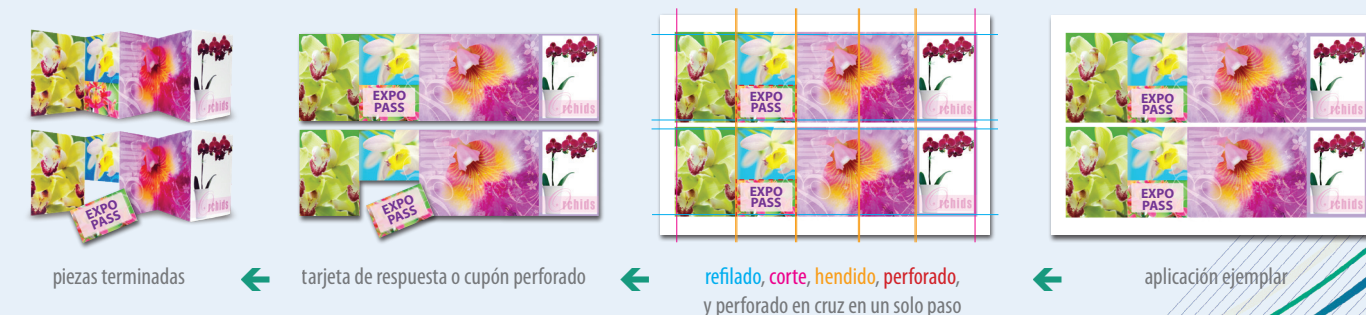 EXPO
PASS
EXPO
PASS
EXPO
PASS
EXPO
PASS
EXPO
PASS
EXPO
PASS
EXPO
PASS
rchids
rchids
rchids
rchids
rchids
rchids
rchids
rchids
piezas terminadas
tarjeta de respuesta o cupón perforado
refilado, corte, hendido, perforado,
y perforado en cruz en un solo paso
aplicación ejemplar